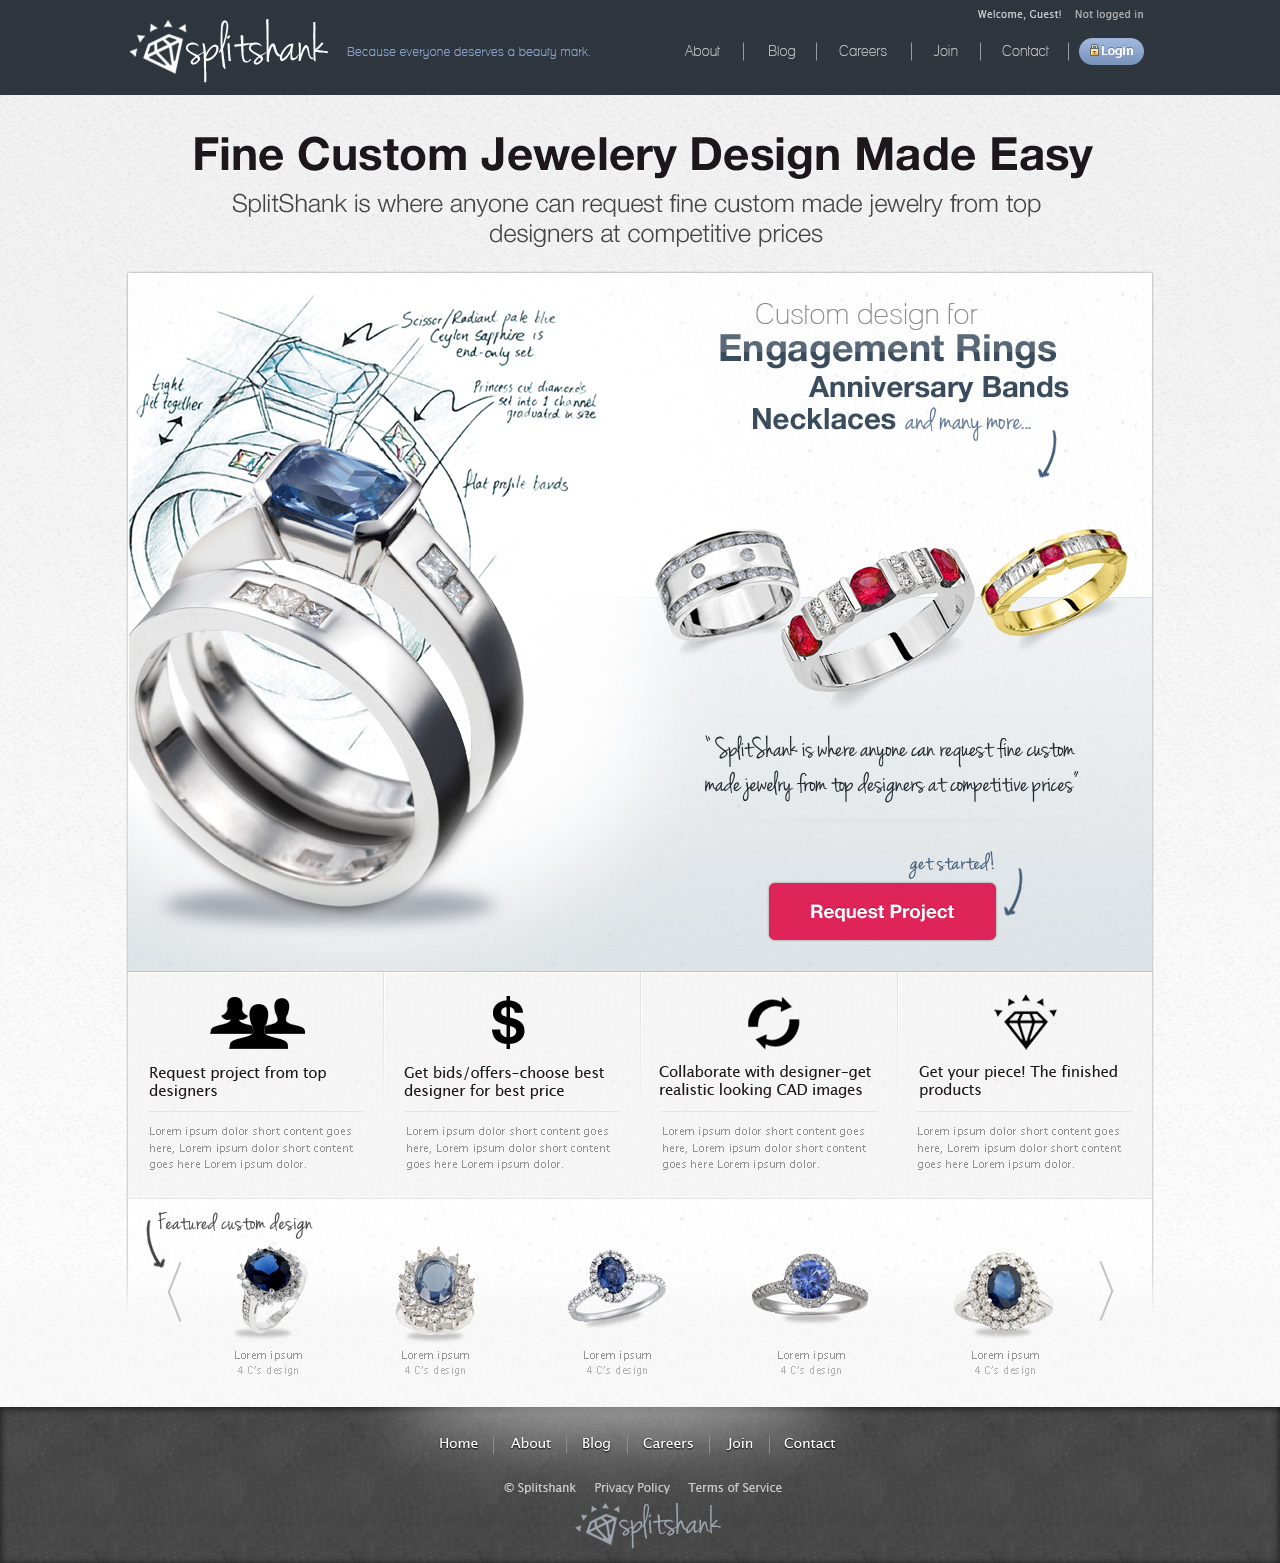 Welcome, Guest! Not logged in
splitshank
Because everyone deserves a beauty mark.
About Blog Careers Join Contact Login
Fine Custom Jewelery Design Made Easy
SplitShank is where anyone can request fine custom made jewelry from top
designers at competitive prices
Scissor/Radiant pale blue
Ceylon sapphire is
end-only set
tight
fit together
Princess cut diamonds
set into 1 channel
graduated in size
flat profile bands
Custom design for
Engagement Rings
Anniversary Bands
Necklaces and many more...
" SplitShank is where anyone can request fine custom
made jewelry from top designers at competitive prices"
get started!
Request Project
Request project from top
designers
Lorem ipsum dolor short content goes
here, Lorem ipsum dolor short content
goes here Lorem ipsum dolor.
$
Get bids/offers-choose best
designer for best price
Lorem ipsum dolor short content goes
here, Lorem ipsum dolor short content
goes here Lorem ipsum dolor.
Collaborate with designer-get
realistic looking CAD images
Lorem ipsum dolor short content goes
here, Lorem ipsum dolor short content
goes here Lorem ipsum dolor.
Get your piece! The finished
products
Lorem ipsum dolor short content goes
here, Lorem ipsum dolor short content
goes here Lorem ipsum dolor.
Featured custom design
Lorem ipsum
4 C's design
Lorem ipsum
4 C's design
Lorem ipsum
4 C's design
Lorem ipsum
4 C's design
Lorem ipsum
4 C's design
Home About Blog Careers Join Contact
© Splitshank Privacy Policy Terms of Service
splitshank